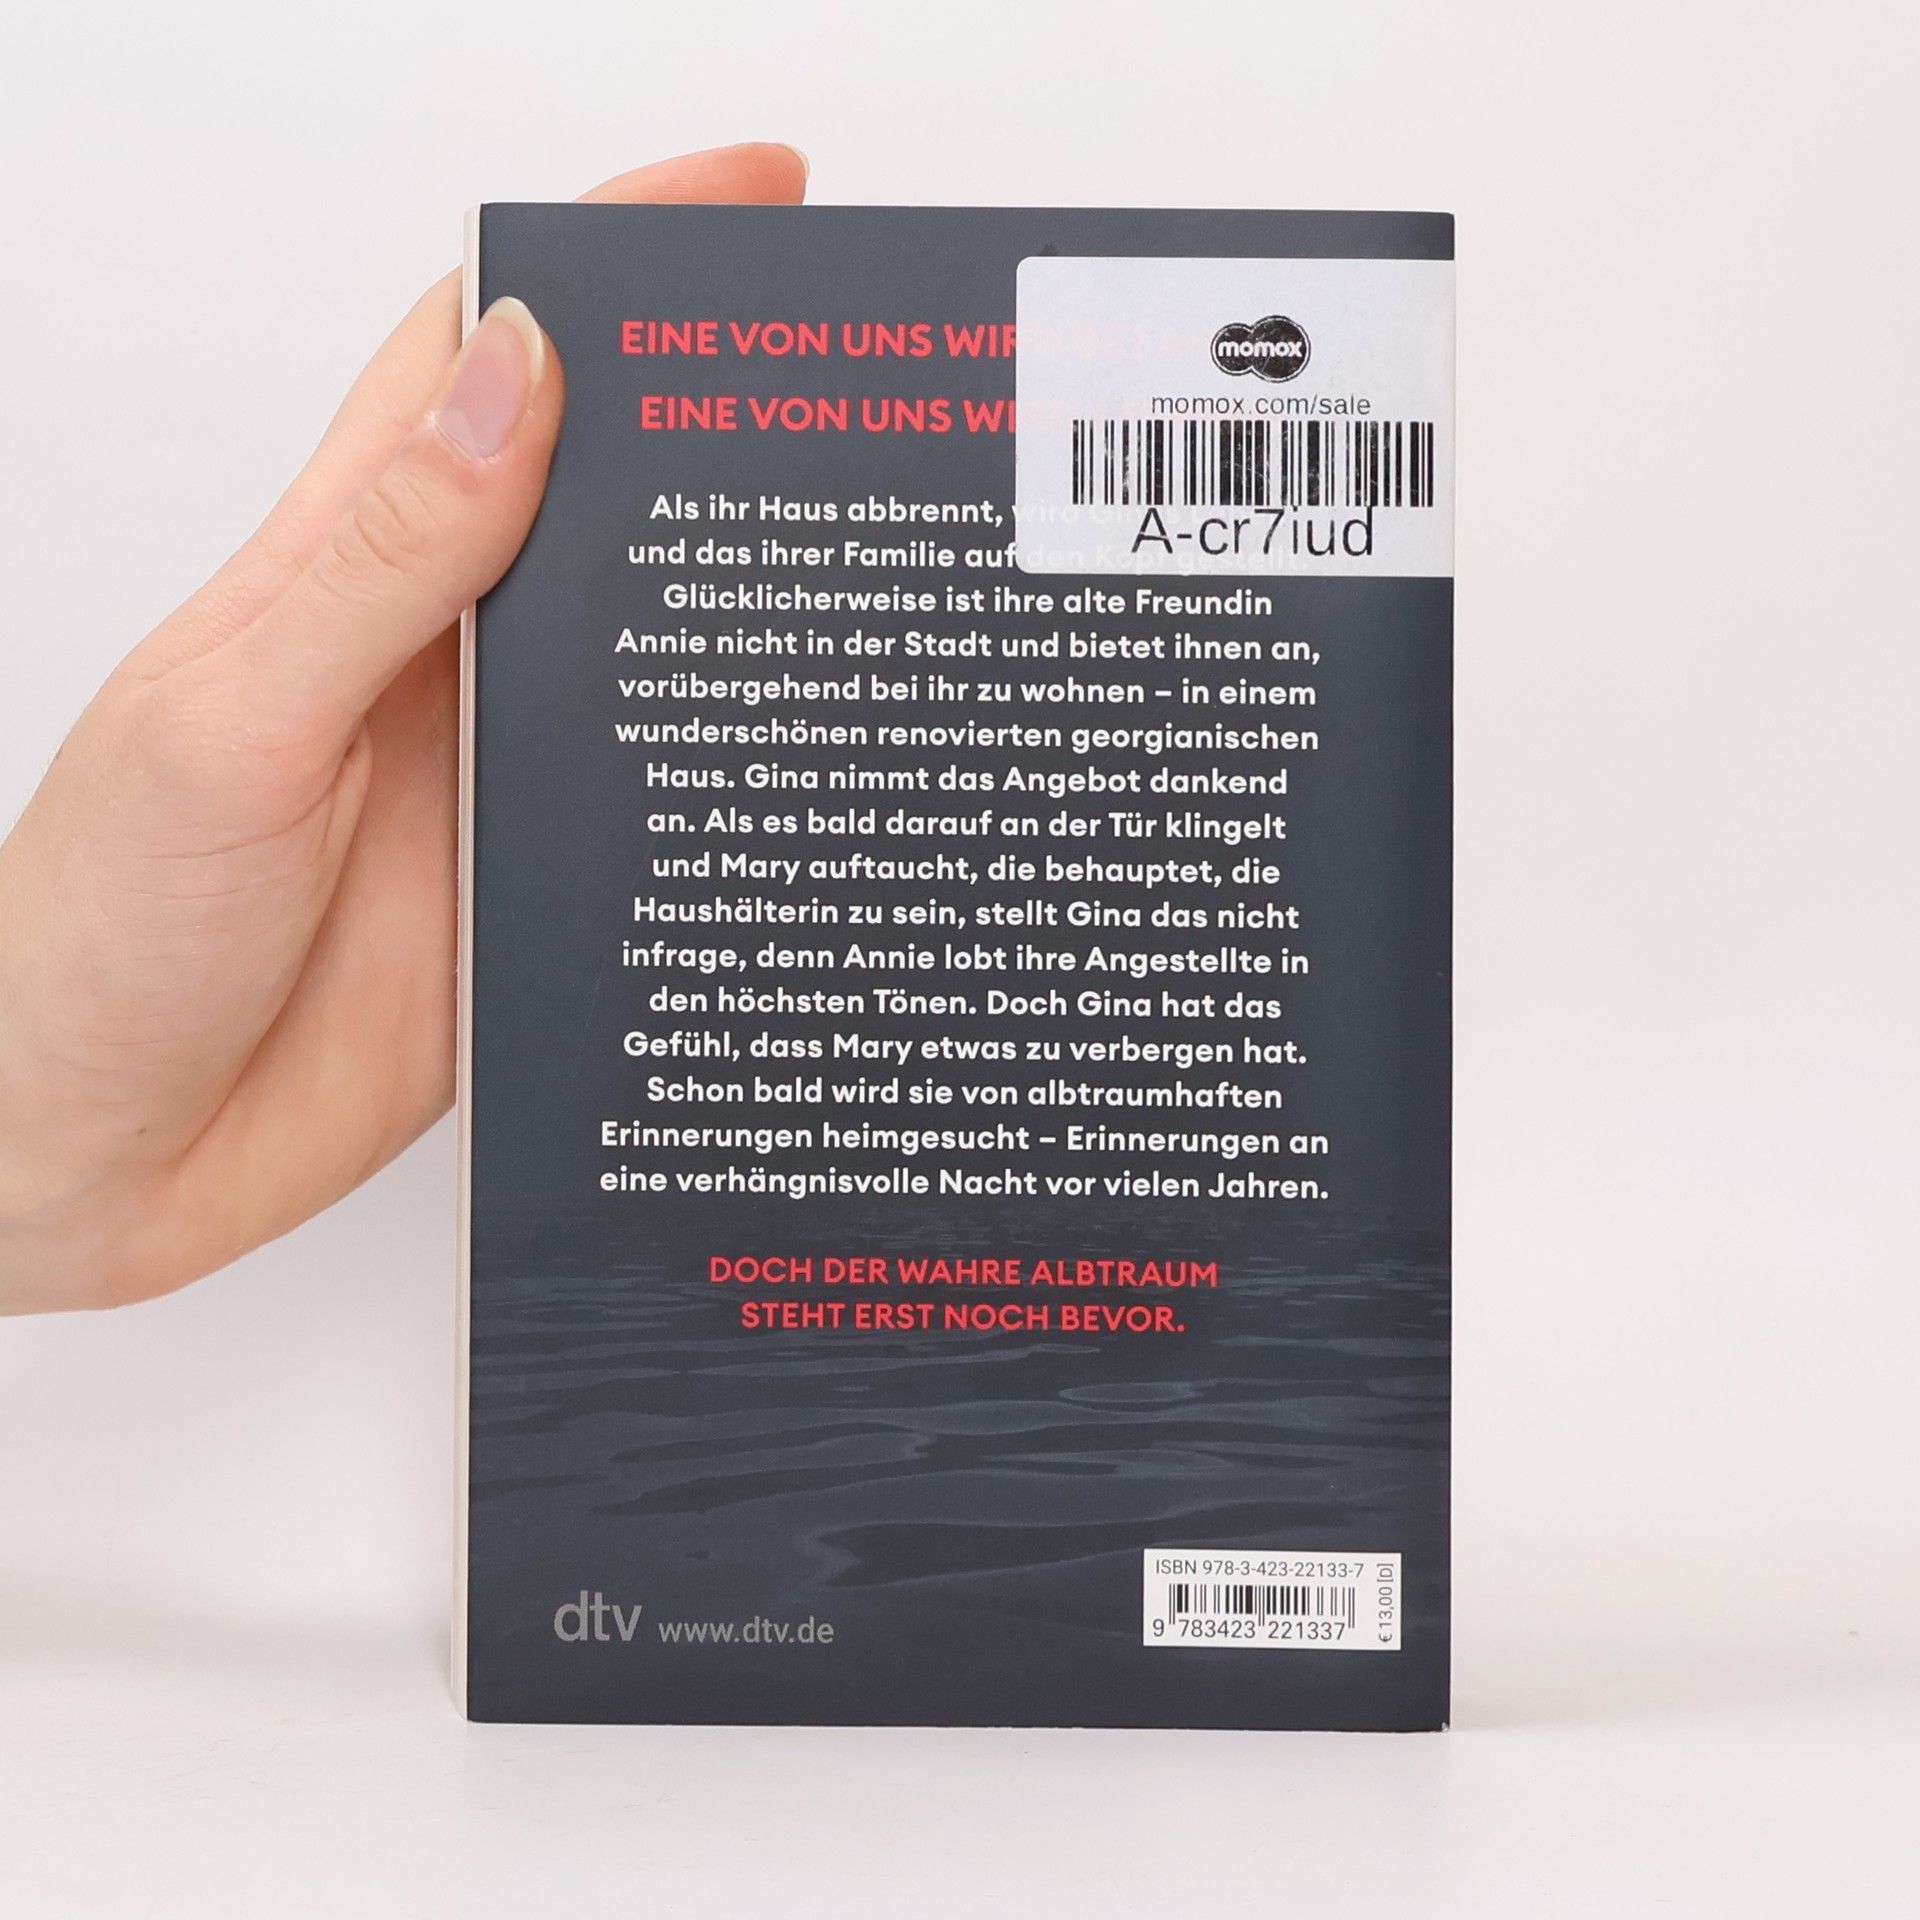 EINE VON UNS WIRD
EINE VON UNS
momox
momox.com/sale
A-cr7iud
Als ihr Haus abbrennt, wird Ginas
und das ihrer Familie auf den Kopf gestellt.
Glücklicherweise ist ihre alte Freundin
Annie nicht in der Stadt und bietet ihnen an,
vorübergehend bei ihr zu wohnen – in einem
wunderschönen renovierten georgianischen
Haus. Gina nimmt das Angebot dankend
an. Als es bald darauf an der Tür klingelt
und Mary auftaucht, die behauptet, die
Haushälterin zu sein, stellt Gina das nicht
infrage, denn Annie lobt ihre Angestellte in
den höchsten Tönen. Doch Gina hat das
Gefühl, dass Mary etwas zu verbergen hat.
Schon bald wird sie von albtraumhaften
Erinnerungen heimgesucht – Erinnerungen an
eine verhängnisvolle Nacht vor vielen Jahren.
DOCH DER WAHRE ALBTRAUM
STEHT ERST NOCH BEVOR.
dtv www.dtv.de
ISBN 978-3-423-22133-7
9 783423 221337
€ 13,00 [D]